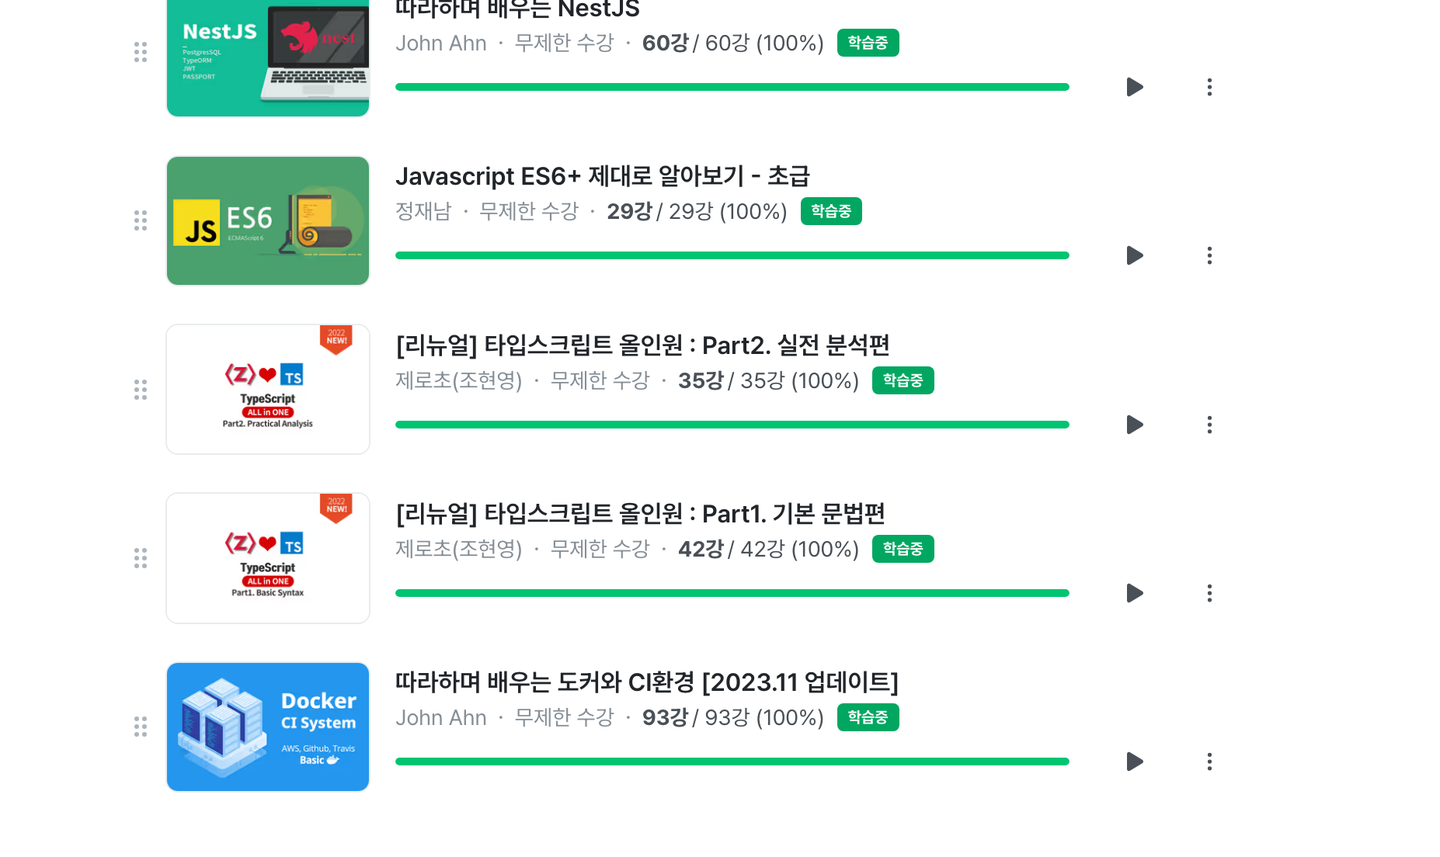 따라하며 배우는 NestJS
NestJS
PostgresSQL
TypeORM
JWT
PASSPORT
nest
John Ahn · 무제한 수강 · 60강 / 60강 (100%) 학습중
Javascript ES6+ 제대로 알아보기 - 초급
정재남 · 무제한 수강 · 29강 / 29강 (100%) 학습중
JS
ES6
ECMAScript 6
[리뉴얼] 타입스크립트 올인원 : Part2. 실전 분석편
제로초(조현영) · 무제한 수강 · 35강 / 35강 (100%) 학습중
2022
NEW!
Z TS
TypeScript
ALL in ONE
Part2. Practical Analysis
[리뉴얼] 타입스크립트 올인원 : Part1. 기본 문법편
제로초(조현영) · 무제한 수강 · 42강 / 42강 (100%) 학습중
2022
NEW!
Z TS
TypeScript
ALL in ONE
Part1. Basic Syntax
따라하며 배우는 도커와 CI환경 [2023.11 업데이트]
John Ahn · 무제한 수강 · 93강 / 93강 (100%) 학습중
Docker
CI System
AWS, Github, Travis
Basic